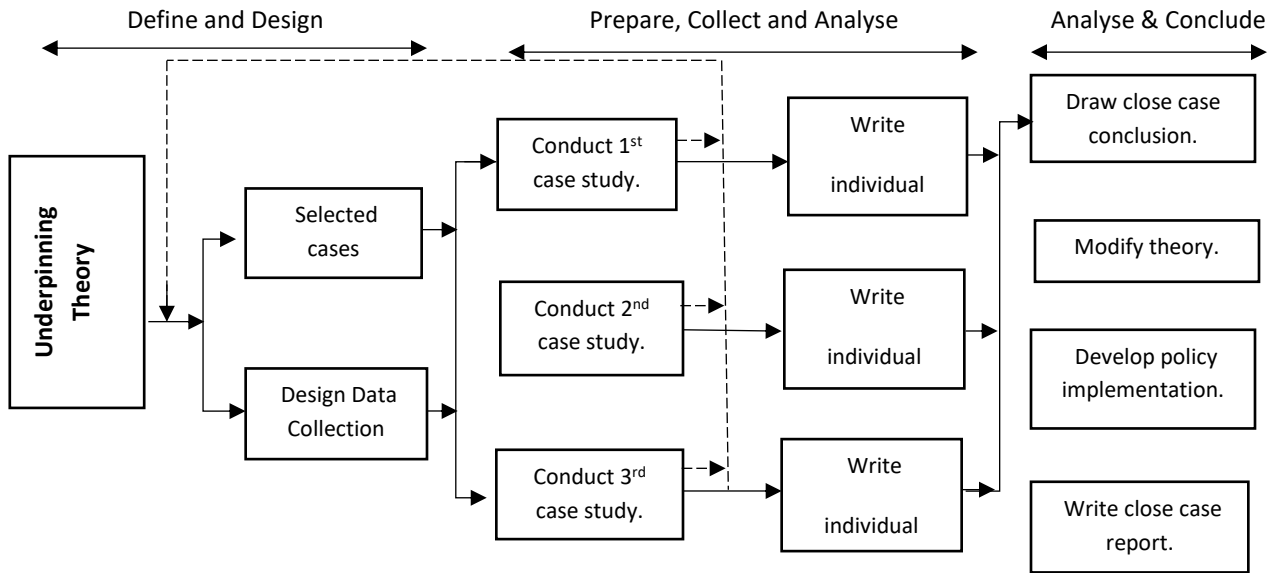 Define and Design
Prepare, Collect and Analyse
Analyse & Conclude
Underpinning
Theory
Selected
cases
Design Data
Collection
Conduct 1st
case study.
Conduct 2nd
case study.
Conduct 3rd
case study.
Write
individual
Write
individual
Write
individual
Draw close case
conclusion.
Modify theory.
Develop policy
implementation.
Write close case
report.